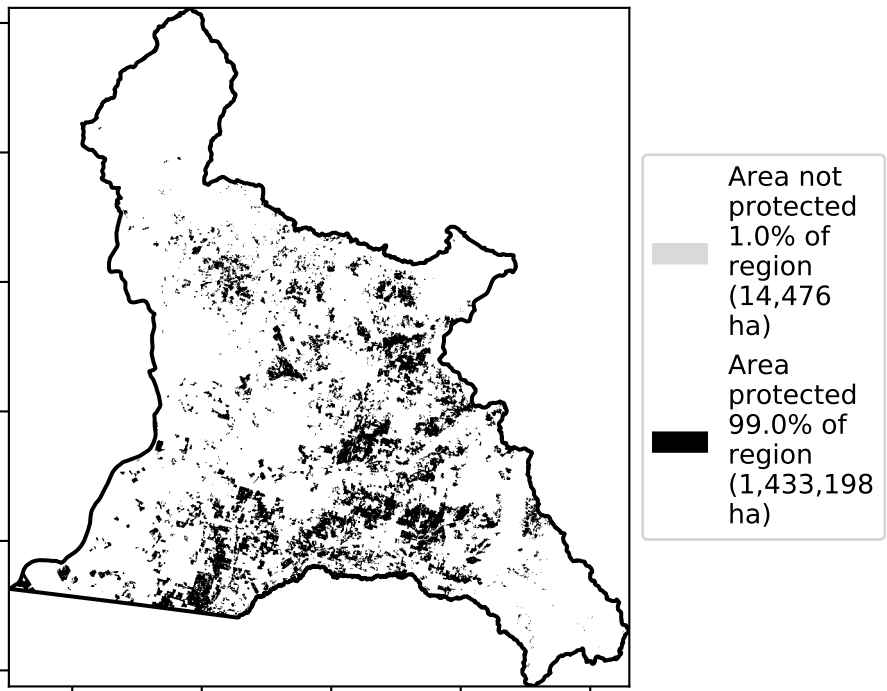 Area not
protected
1.0% of
region
(14,476
ha)
Area
protected
99.0% of
region
(1,433,198
ha)